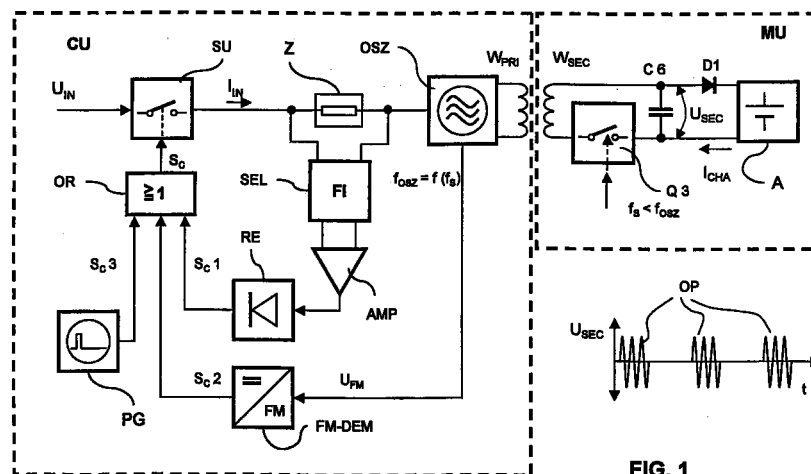 CU
SU
U_IN
I_IN
Z
OSZ
W_PRI
W_SEC
MU
C 6
D1
U_SEC
I_CHA
A
Q 3
f_S < f_OSZ
S_C
OR
≧1
SEL
FI
f_OSZ = f (f_S)
RE
S_C 3
S_C 1
AMP
PG
S_C 2
FM
FM-DEM
U_FM
OP
U_SEC
t
FIG. 1